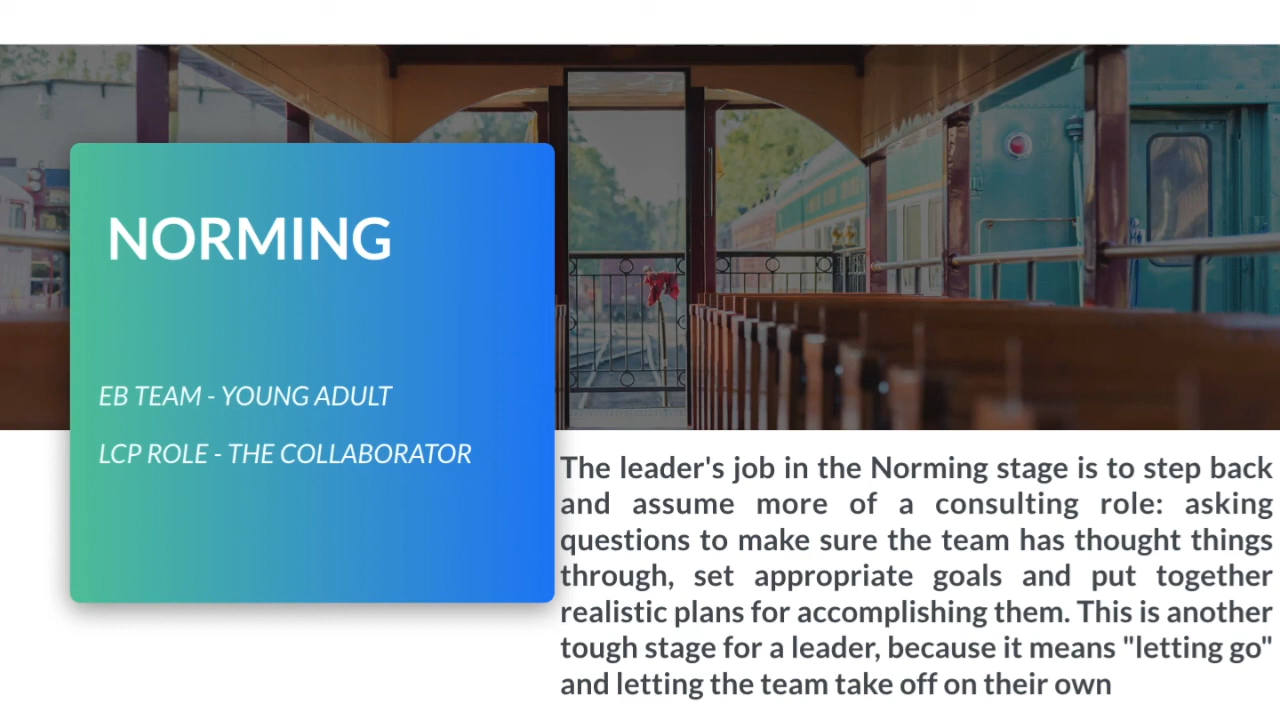 NORMING
EB TEAM - YOUNG ADULT
LCP ROLE - THE COLLABORATOR
The leader's job in the Norming stage is to step back
and assume more of a consulting role: asking
questions to make sure the team has thought things
through, set appropriate goals and put together
realistic plans for accomplishing them. This is another
tough stage for a leader, because it means "letting go"
and letting the team take off on their own